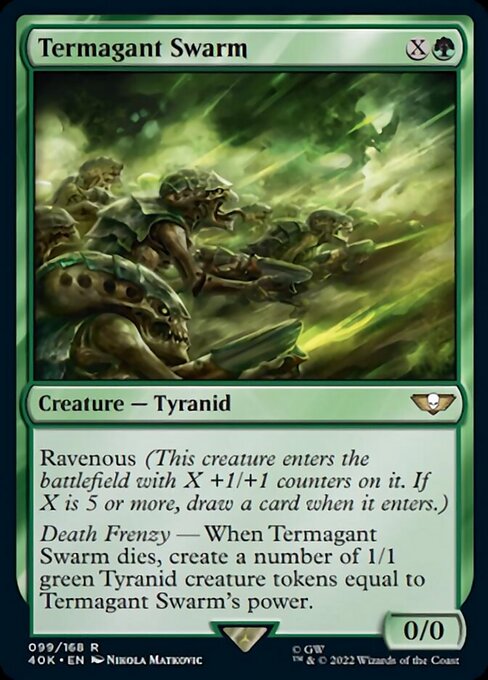 Termagant Swarm X
Creature — Tyranid
Ravenous (This creature enters the
battlefield with X +1/+1 counters on it. If
X is 5 or more, draw a card when it enters.)
Death Frenzy — When Termagant
Swarm dies, create a number of 1/1
green Tyranid creature tokens equal to
Termagant Swarm's power.
0/0
099/168 R
40K • EN NIKOLA MATKOVIC
© GW
™ & © 2022 Wizards of the Coast